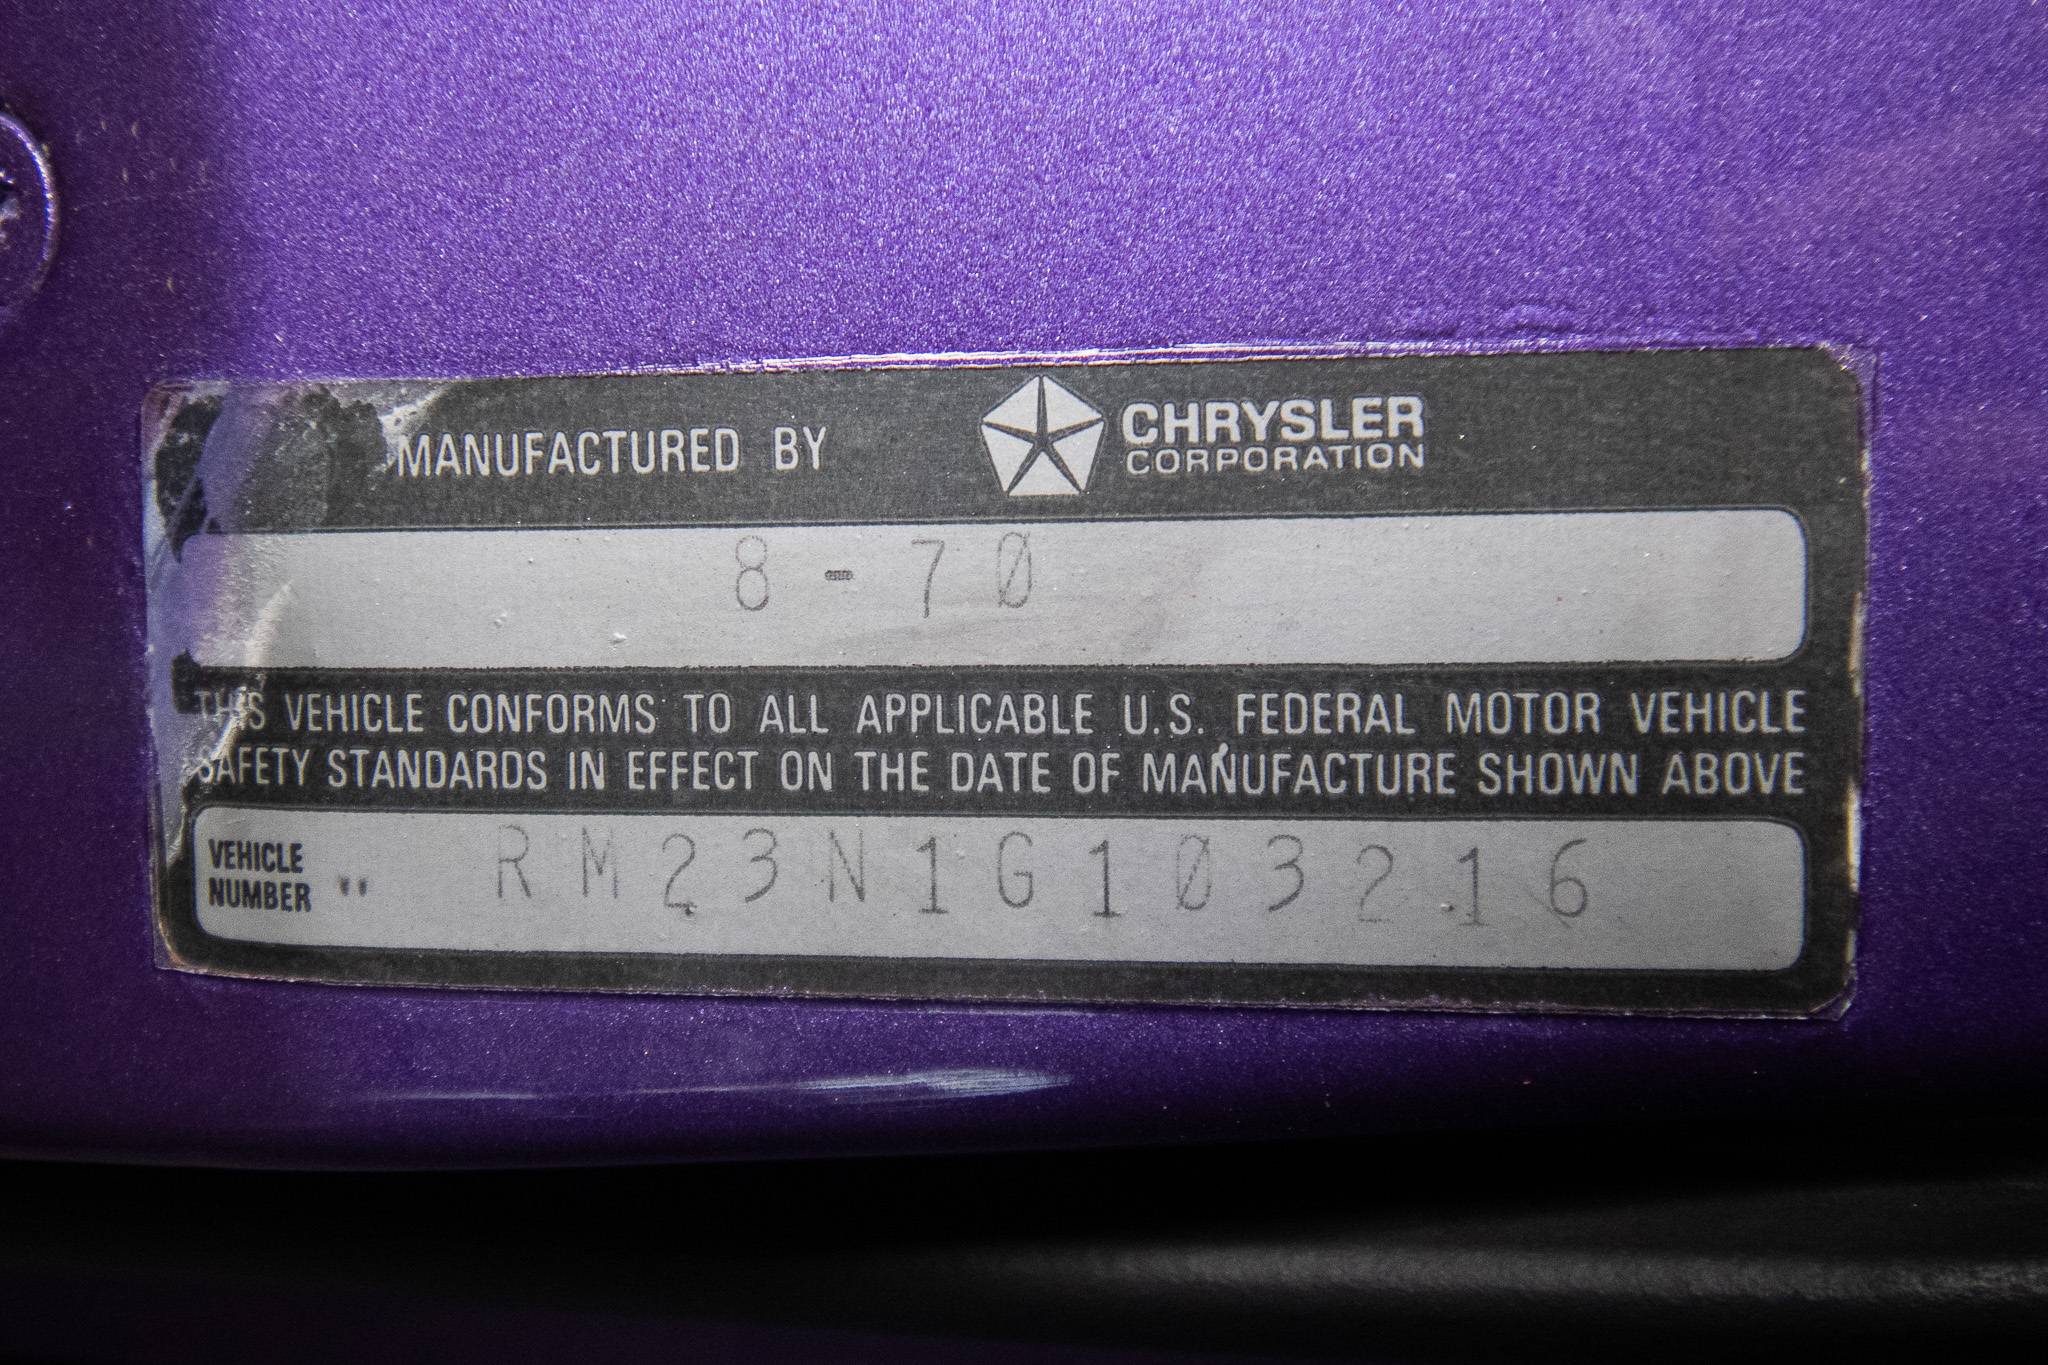 MANUFACTURED BY CHRYSLER
CORPORATION
8-70
THIS VEHICLE CONFORMS TO ALL APPLICABLE U.S. FEDERAL MOTOR VEHICLE
SAFETY STANDARDS IN EFFECT ON THE DATE OF MANUFACTURE SHOWN ABOVE
VEHICLE
NUMBER RM23N1G103216